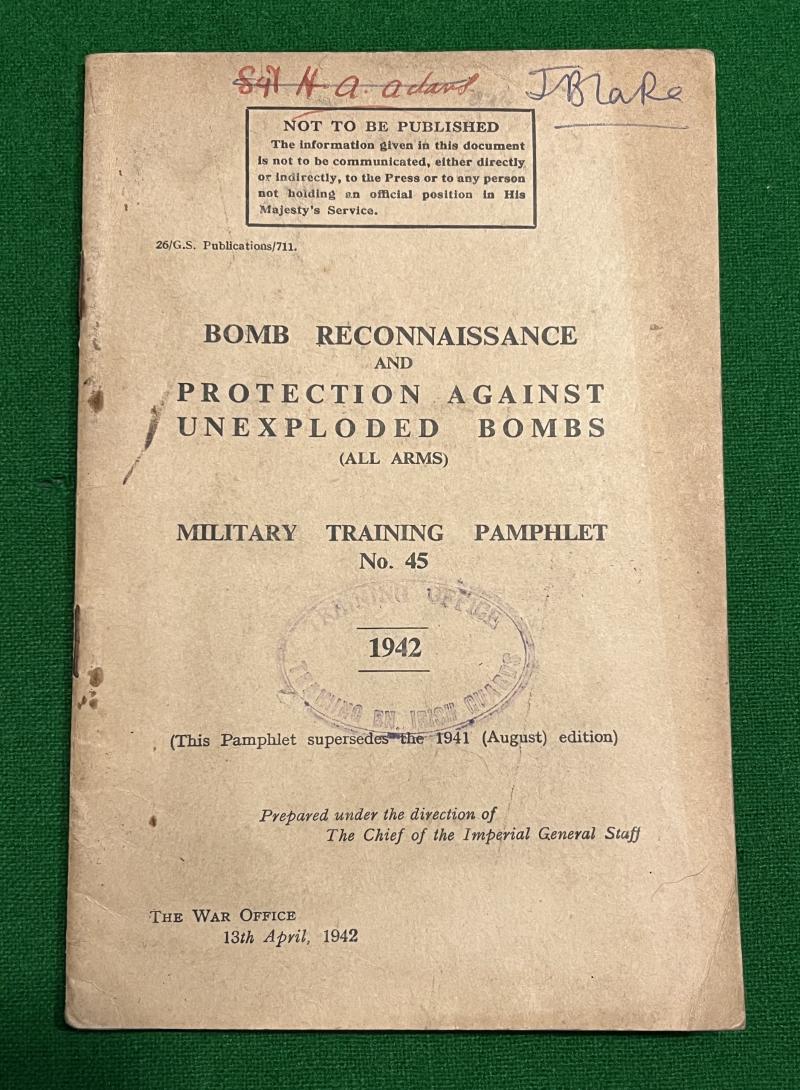 Sgt H. A. Adams
J Blake
NOT TO BE PUBLISHED
The information given in this document
is not to be communicated, either directly
or indirectly, to the Press or to any person
not holding an official position in His
Majesty's Service.
26/G.S. Publications/711.
BOMB RECONNAISSANCE
AND
PROTECTION AGAINST
UNEXPLODED BOMBS
(ALL ARMS)
MILITARY TRAINING PAMPHLET
No. 45
TRAINING OFFICE
1942
TRAINING BN. IRISH GUARDS
(This Pamphlet supersedes the 1941 (August) edition)
Prepared under the direction of
The Chief of the Imperial General Staff
THE WAR OFFICE
13th April, 1942